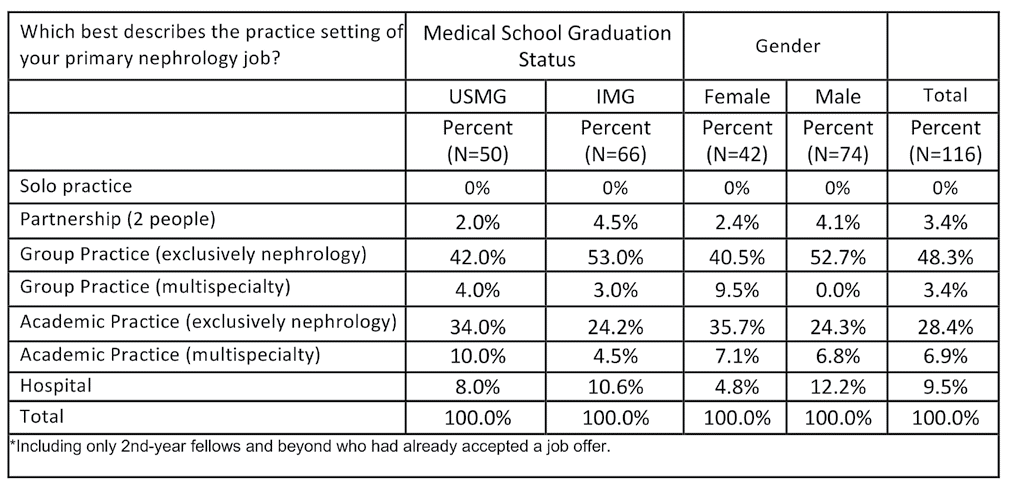 Which best describes the practice setting of your primary nephrology job? Medical School Graduation Status Gender
USMG IMG Female Male Total
Percent (N=50) Percent (N=66) Percent (N=42) Percent (N=74) Percent (N=116)
Solo practice 0% 0% 0% 0% 0%
Partnership (2 people) 2.0% 4.5% 2.4% 4.1% 3.4%
Group Practice (exclusively nephrology) 42.0% 53.0% 40.5% 52.7% 48.3%
Group Practice (multispecialty) 4.0% 3.0% 9.5% 0.0% 3.4%
Academic Practice (exclusively nephrology) 34.0% 24.2% 35.7% 24.3% 28.4%
Academic Practice (multispecialty) 10.0% 4.5% 7.1% 6.8% 6.9%
Hospital 8.0% 10.6% 4.8% 12.2% 9.5%
Total 100.0% 100.0% 100.0% 100.0% 100.0%
*Including only 2nd-year fellows and beyond who had already accepted a job offer.